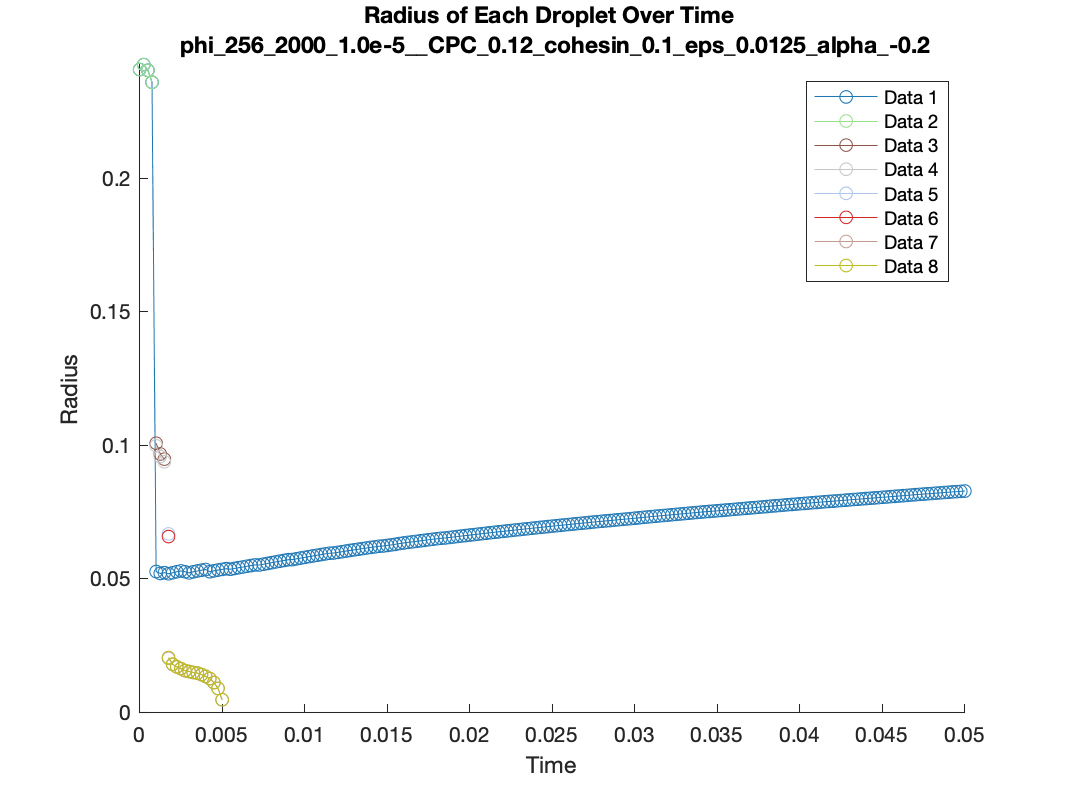 Radius of Each Droplet Over Time
phi_256_2000_1.0e-5__CPC_0.12_cohesin_0.1_eps_0.0125_alpha_-0.2
Data 1
Data 2
Data 3
Data 4
Data 5
Data 6
Data 7
Data 8
Radius
0.2
0.15
0.1
0.05
0
0 0.005 0.01 0.015 0.02 0.025 0.03 0.035 0.04 0.045 0.05
Time